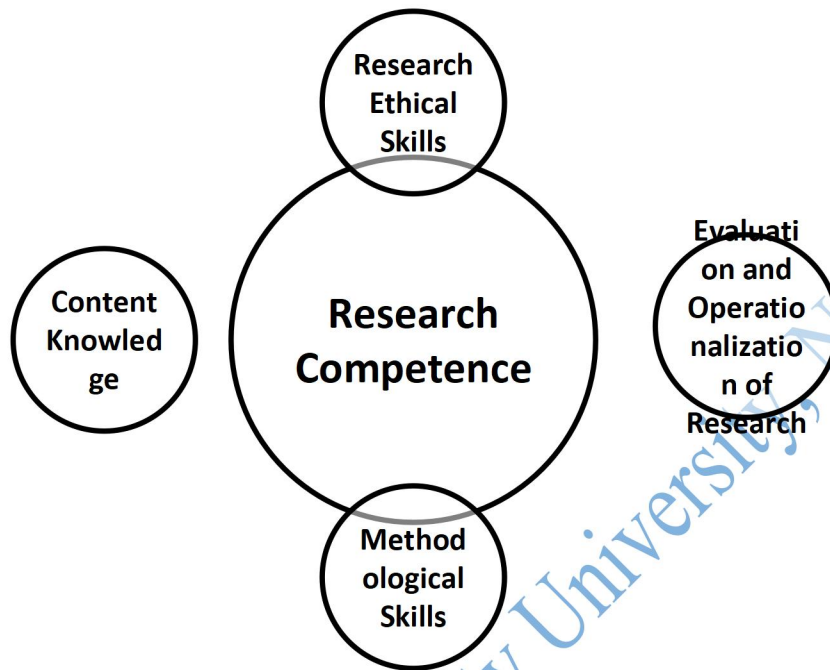 Research
Ethical
Skills
Content
Knowled
ge
Research
Competence
Evaluati
on and
Operatio
nalizatio
n of
Research
Method
ological
Skills
University,